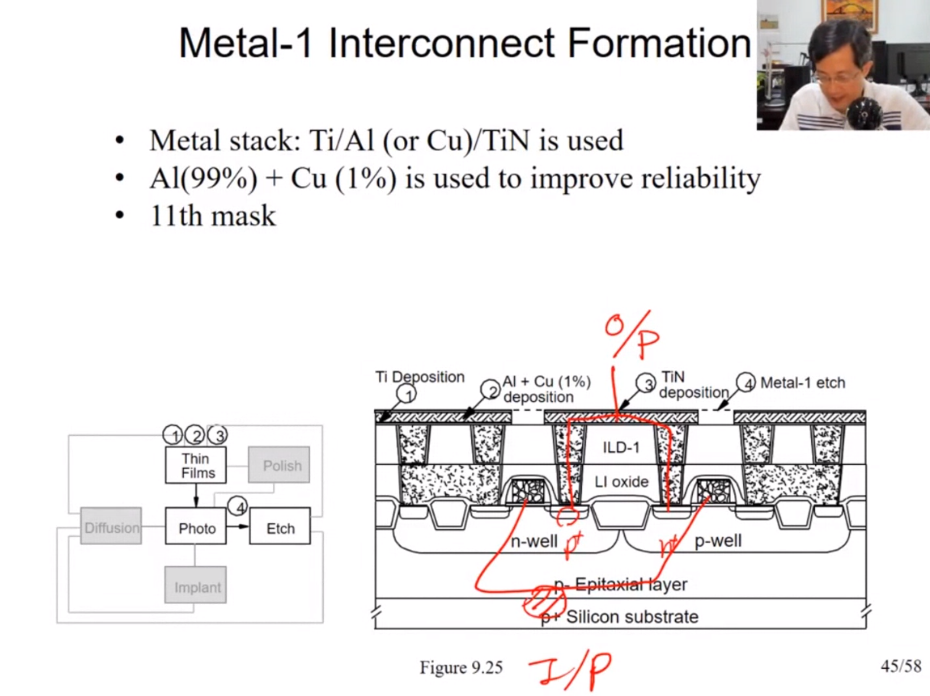 Metal-1 Interconnect Formation
• Metal stack: Ti/Al (or Cu)/TiN is used
• Al(99%) + Cu (1%) is used to improve reliability
• 11th mask
O/P
Ti Deposition
1
2
Al + Cu (1%)
deposition
3
TiN
deposition
4
Metal-1 etch
ILD-1
LI oxide
n-well
p-well
p+
n+
p- Epitaxial layer
p+ Silicon substrate
1 2 3
Thin
Films
Polish
4
Diffusion
Photo
Etch
Implant
Figure 9.25
I/P
45/58